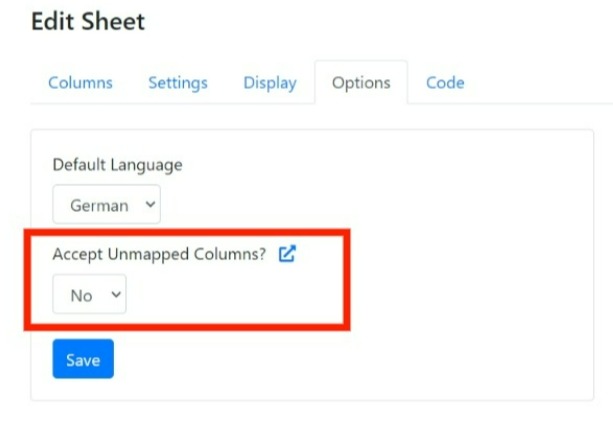 Edit Sheet
Columns Settings Display Options Code
Default Language
German
Accept Unmapped Columns?
No
Save